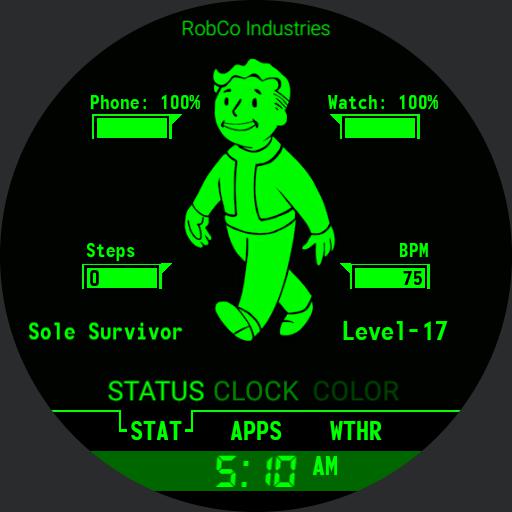 RobCo Industries
Phone: 100% Watch: 100%
Steps BPM
0 75
Sole Survivor Level-17
STATUS CLOCK COLOR
STAT APPS WTHR
5:10 AM